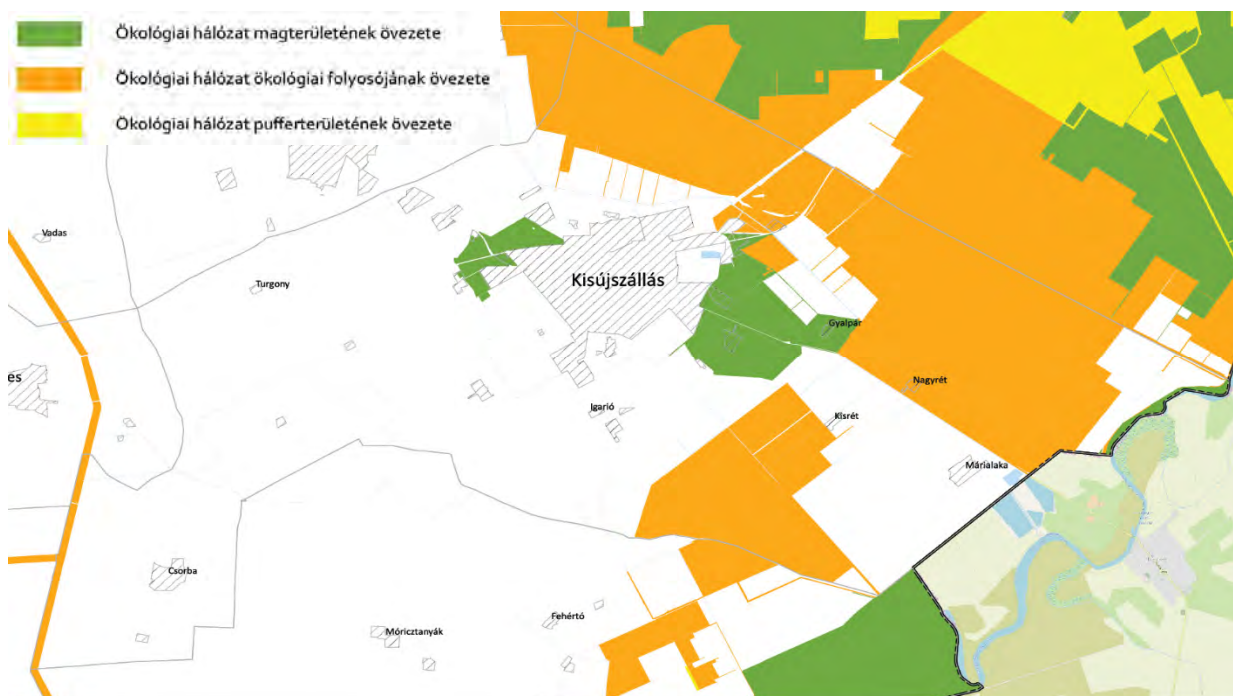 Ökológiai hálózat magterületének övezete
Ökológiai hálózat ökológiai folyosójának övezete
Ökológiai hálózat pufferterületének övezete
Vadas
Turgony
Kisújszállás
Gyalpár
es
Nagyrét
Igarió
Kisrét
Márialaka
Csorba
Fehértó
Móricztanyák